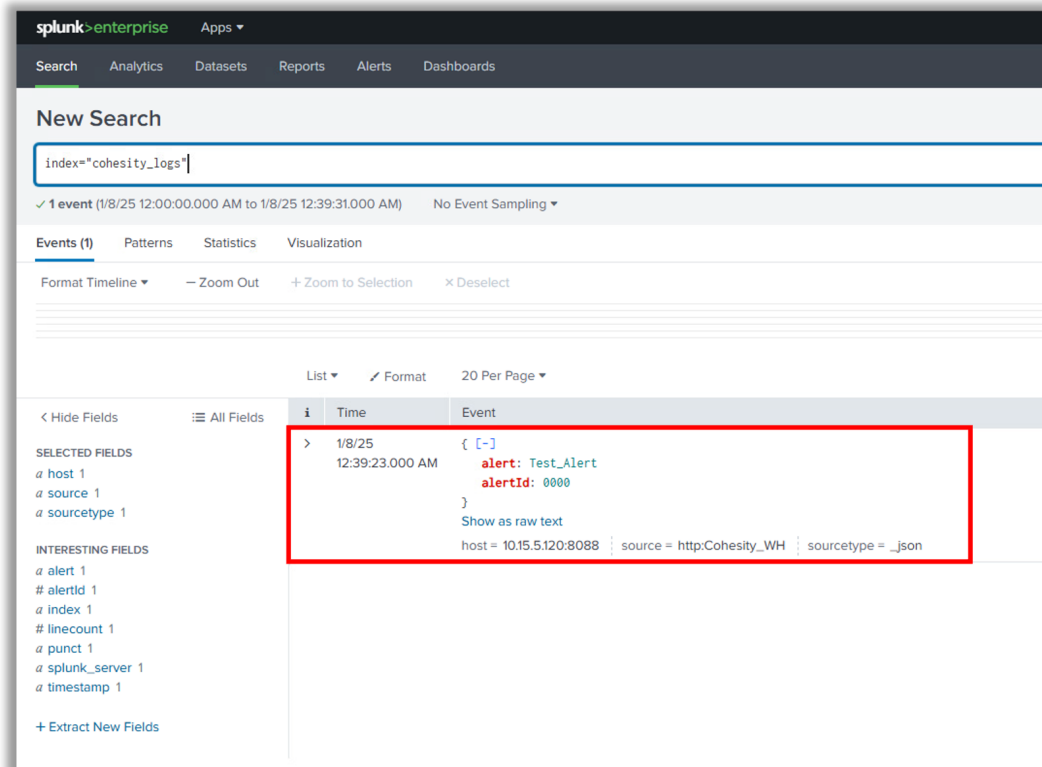 splunk>enterprise Apps ▾
Search Analytics Datasets Reports Alerts Dashboards
New Search
index="cohesity_logs"
✓ 1 event (1/8/25 12:00:00.000 AM to 1/8/25 12:39:31.000 AM) No Event Sampling ▾
Events (1) Patterns Statistics Visualization
Format Timeline ▾ — Zoom Out + Zoom to Selection × Deselect
List ▾ Format 20 Per Page ▾
< Hide Fields All Fields
SELECTED FIELDS
a host 1
a source 1
a sourcetype 1
INTERESTING FIELDS
a alert 1
# alertId 1
a index 1
# linecount 1
a punct 1
a splunk_server 1
a timestamp 1
+ Extract New Fields
i Time Event
> 1/8/25 { [-]
12:39:23.000 AM alert: Test_Alert
alertId: 0000
}
Show as raw text
host = 10.15.5.120:8088 source = http:Cohesity_WH sourcetype = _json